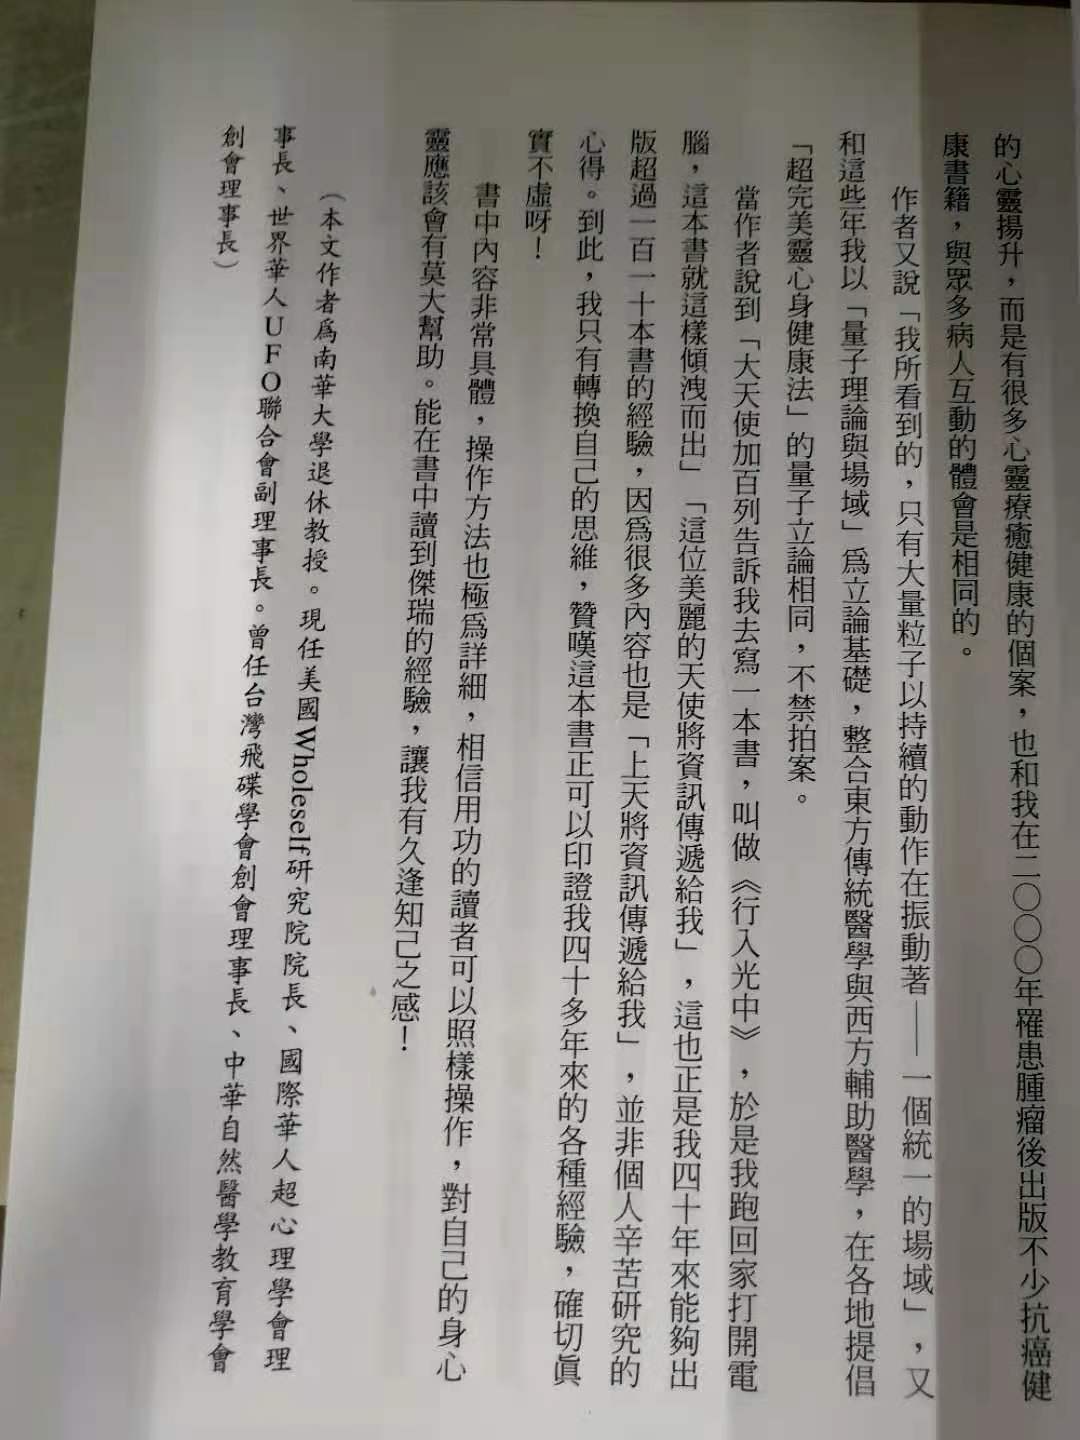 的心靈揚升，而是有很多心靈療癒健康的個案，也和我在二〇〇〇年罹患腫瘤後出版不少抗癌健
康書籍，與眾多病人互動的體會是相同的。
作者又說「我所看到的，只有大量粒子以持續的動作在振動著——一個統一的場域」，又
和這些年我以「量子理論與場域」為立論基礎，整合東方傳統醫學與西方輔助醫學，在各地提倡
「超完美靈心身健康法」的量子立論相同，不禁拍案。
當作者說到「大天使加百列告訴我去寫一本書，叫做《行入光中》，於是我跑回家打開電
腦，這本書就這樣傾洩而出」「這位美麗的天使將資訊傳遞給我」，這也正是我四十年來能夠出
版超過一百一十本書的經驗，因為很多內容也是「上天將資訊傳遞給我」，並非個人辛苦研究的
心得。到此，我只有轉換自己的思維，贊嘆這本書正可以印證我四十多年來的各種經驗，確切真
實不虛呀！
書中內容非常具體，操作方法也極為詳細，相信用功的讀者可以照樣操作，對自己的身心
靈應該會有莫大幫助。能在書中讀到傑瑞的經驗，讓我有久逢知己之感！
（本文作者為南華大學退休教授。現任美國Wholeself研究院院長、國際華人超心理學會理
事長、世界華人UFO聯合會副理事長。曾任台灣飛碟學會創會理事長、中華自然醫學教育學會
創會理事長）